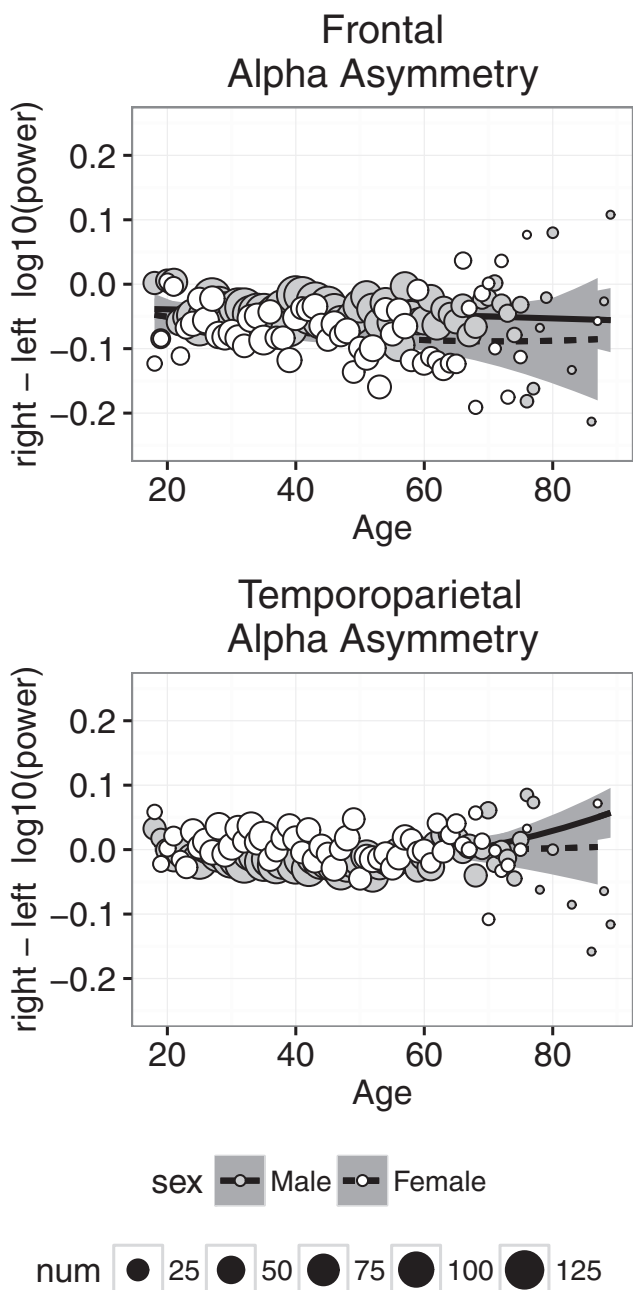 Frontal
Alpha Asymmetry
right − left  log10(power)
0.2
0.1
0.0
−0.1
−0.2
20 40 60 80
Age
Temporoparietal
Alpha Asymmetry
right − left  log10(power)
0.2
0.1
0.0
−0.1
−0.2
20 40 60 80
Age
sex Male Female
num 25 50 75 100 125